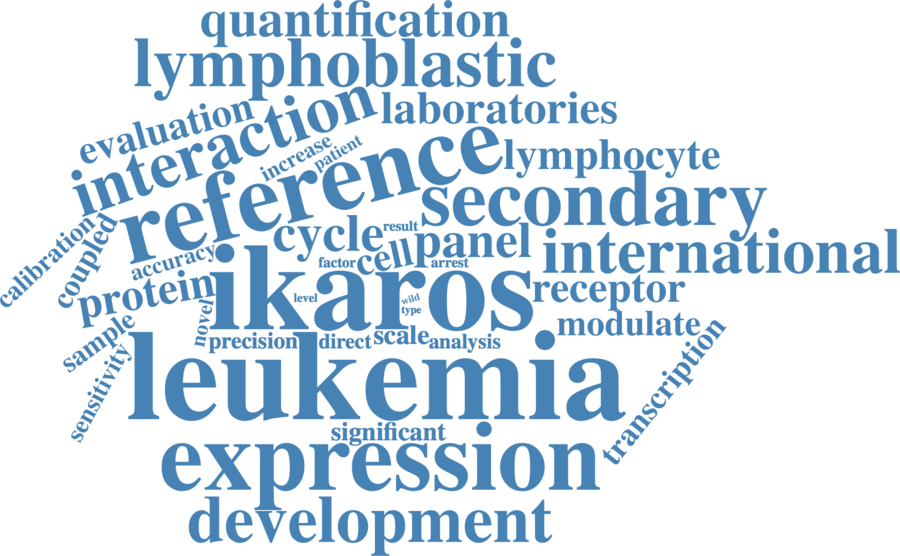 quantification
lymphoblastic
laboratories
evaluation
interaction
increase
patient
reference
lymphocyte
secondary
calibration
coupled
accuracy
cycle
result
panel
international
factor
cell
arrest
protein
ikaros
level
wild
type
receptor
novel
modulate
sample
precision
direct
scale
analysis
sensitivity
leukemia
transcription
significant
expression
development